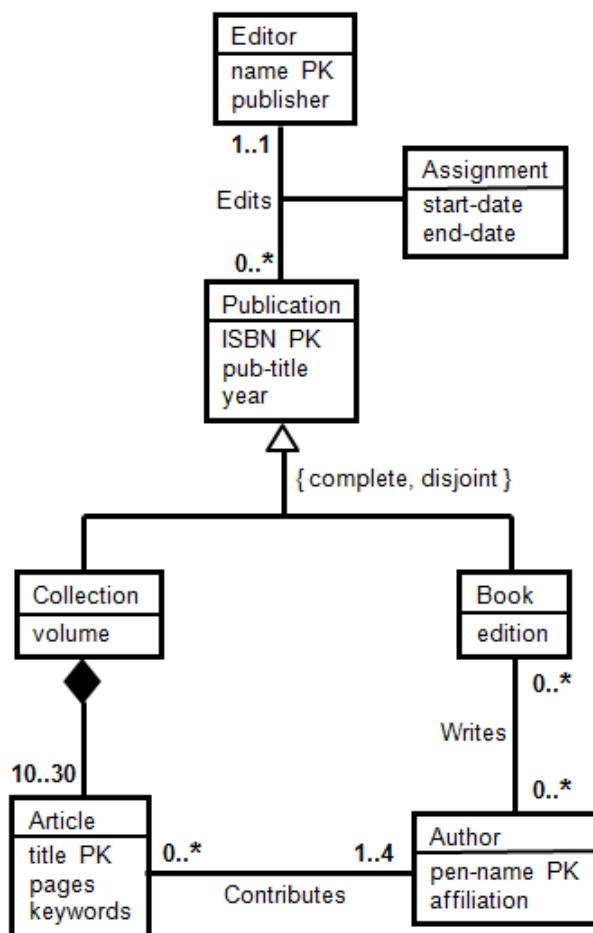 Editor
name PK
publisher
1..1
Assignment
Edits
start-date
end-date
0..*
Publication
ISBN PK
pub-title
year
{ complete, disjoint }
Collection
volume
Book
edition
0..*
Writes
10..30
0..*
Article
title PK
pages
keywords
0..*
1..4
Contributes
Author
pen-name PK
affiliation